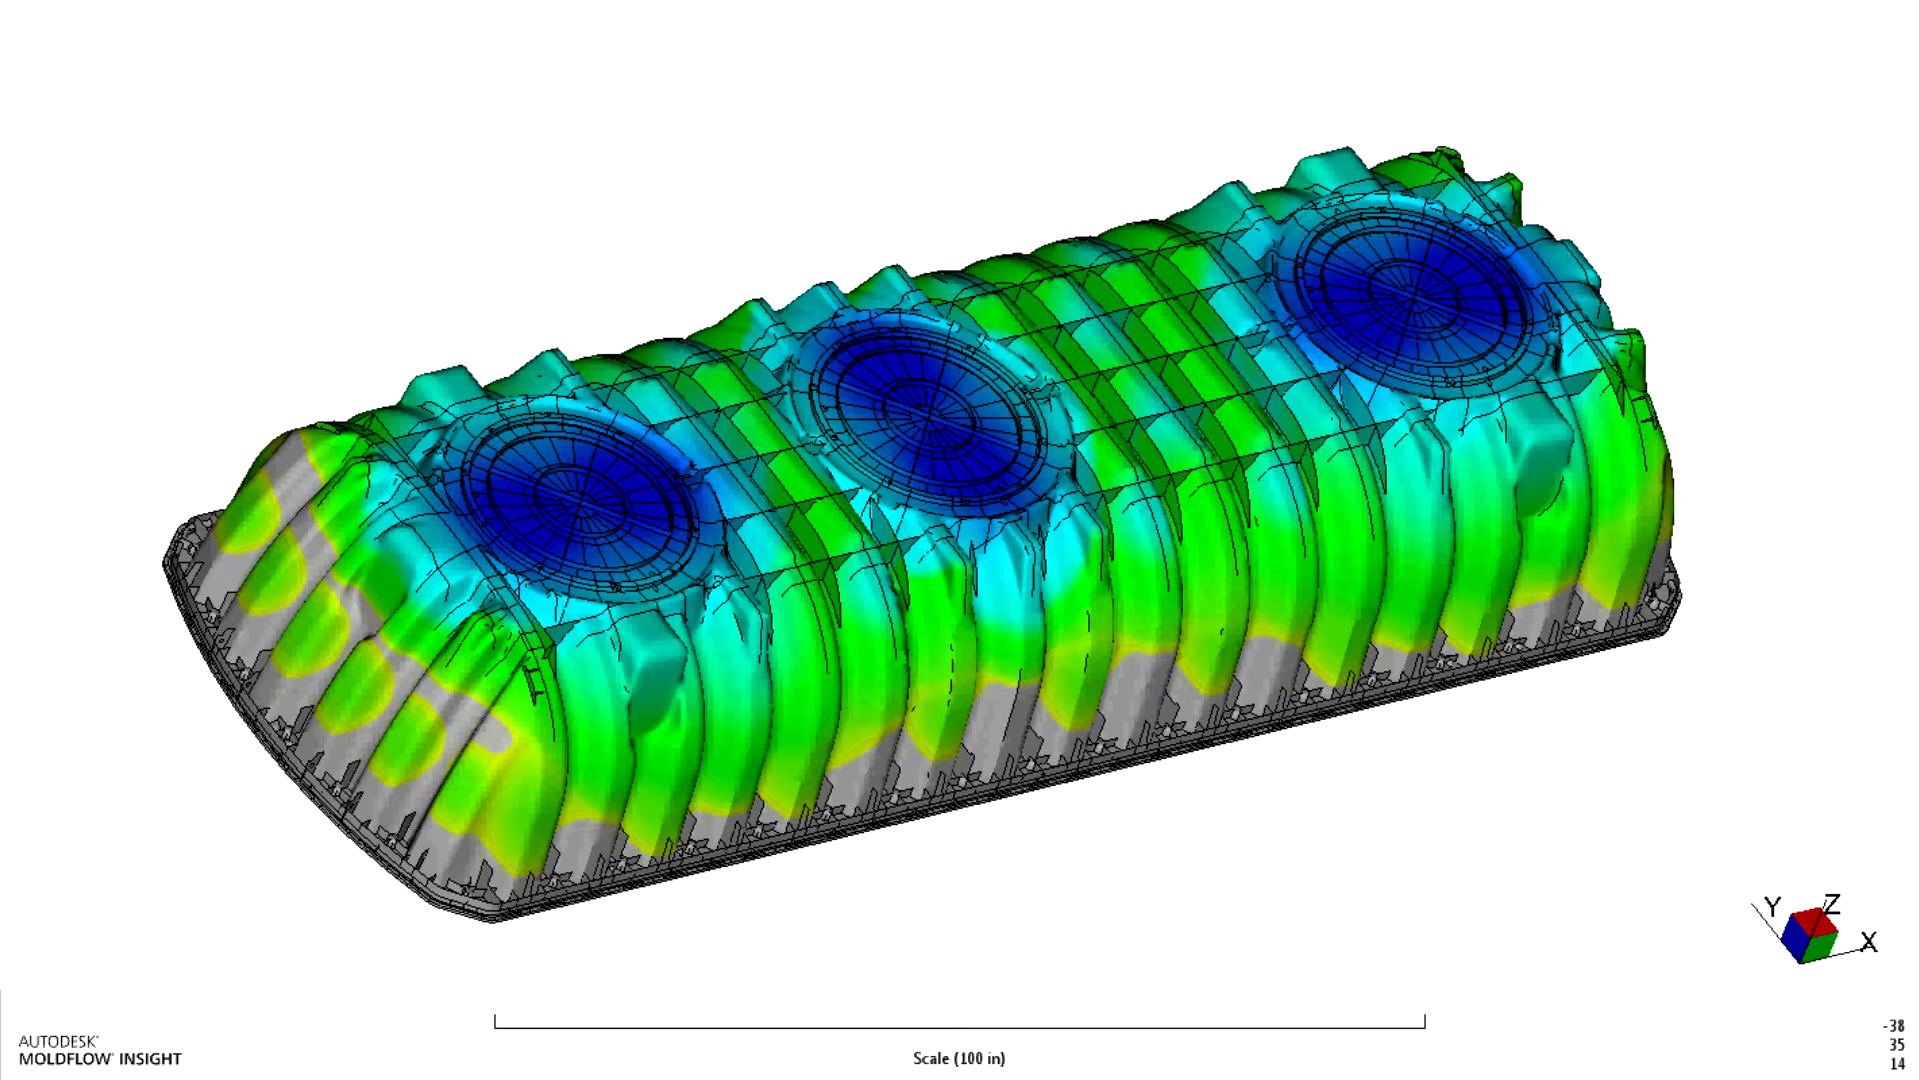 Y Z
X
AUTODESK®
MOLDFLOW® INSIGHT
Scale (100 in)
-38
35
14